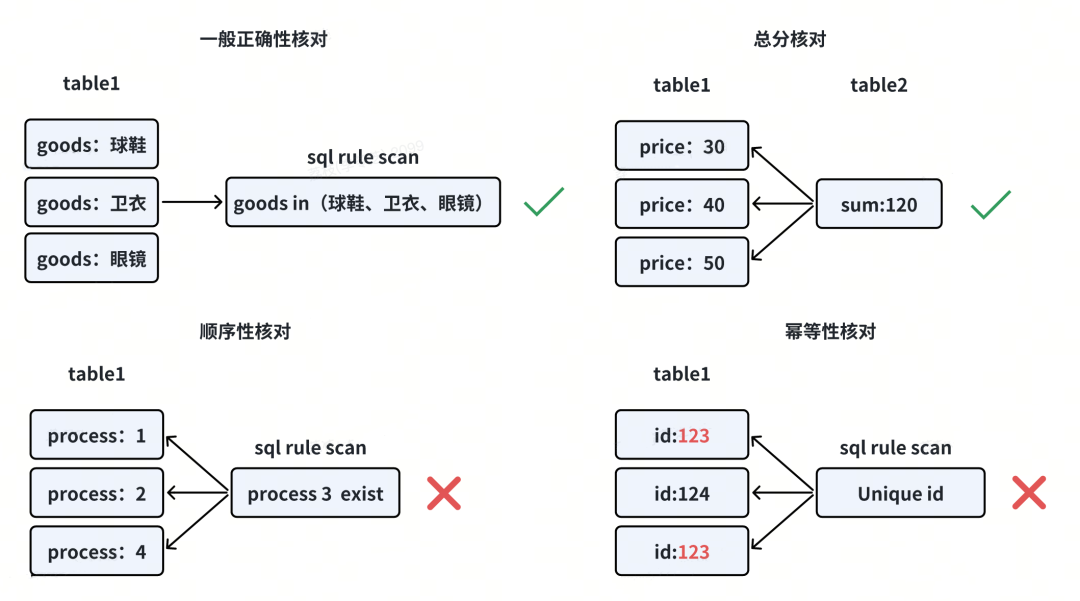 一般正确性核对
table1
goods：球鞋
goods：卫衣
goods：眼镜
sql rule scan
goods in（球鞋、卫衣、眼镜）
总分核对
table1
table2
price：30
price：40
price：50
sum:120
顺序性核对
table1
process：1
process：2
process：4
sql rule scan
process 3 exist
幂等性核对
table1
id:123
id:124
id:123
sql rule scan
Unique id